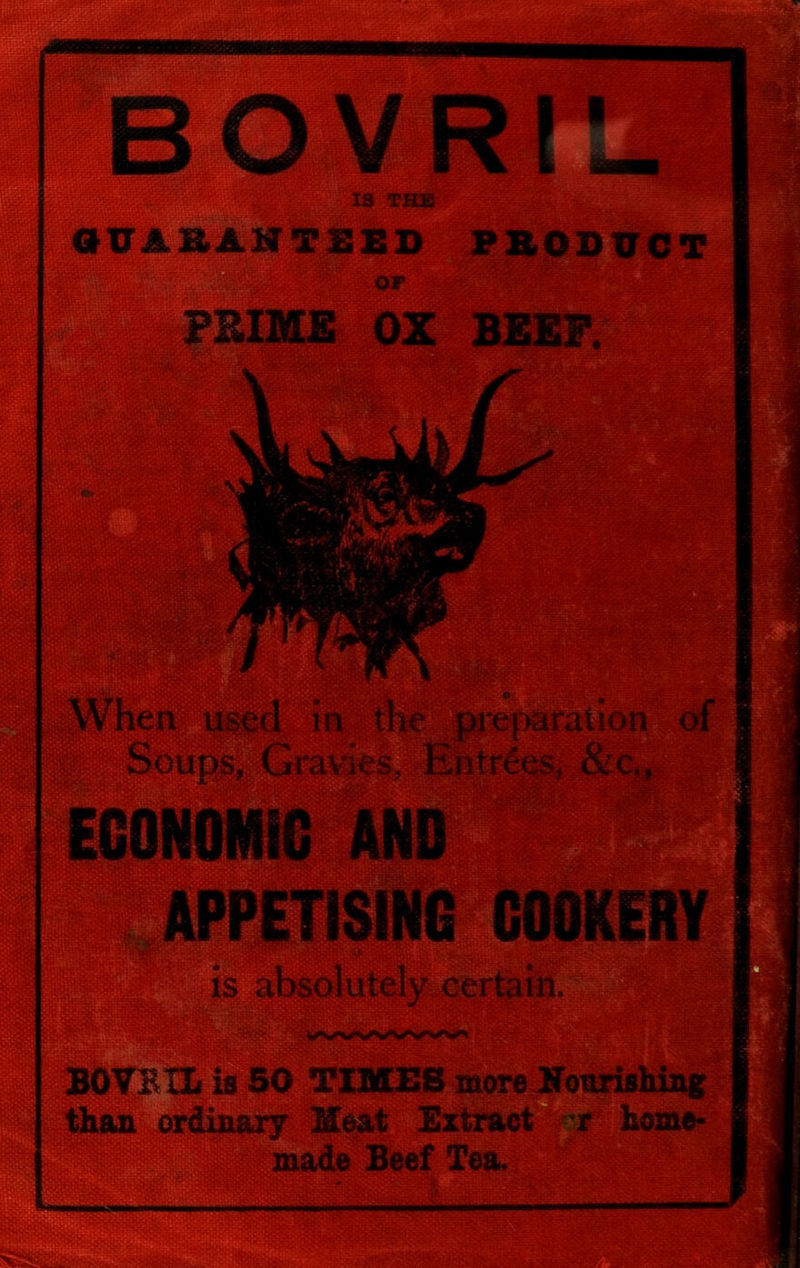 BOVRIL
IS THE
GUARANTEED PRODUCT
OF
PRIME OX BEEF.
When used in the preparation of
Soups, Gravies, Entrées, &c.,
ECONOMIC AND
APPETISING COOKERY
is absolutely certain.
BOVRIL is 50 TIMES more Nourishing
than ordinary Meat Extract or home-
made Beef Tea.